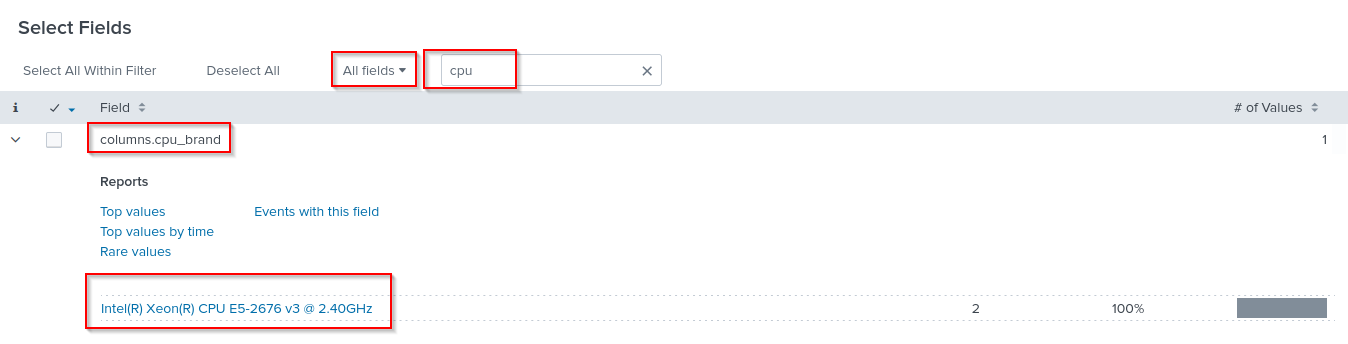 Select Fields
Select All Within Filter Deselect All All fields cpu
i Field # of Values
columns.cpu_brand 1
Reports
Top values Events with this field
Top values by time
Rare values
Intel(R) Xeon(R) CPU E5-2676 v3 @ 2.40GHz 2 100%